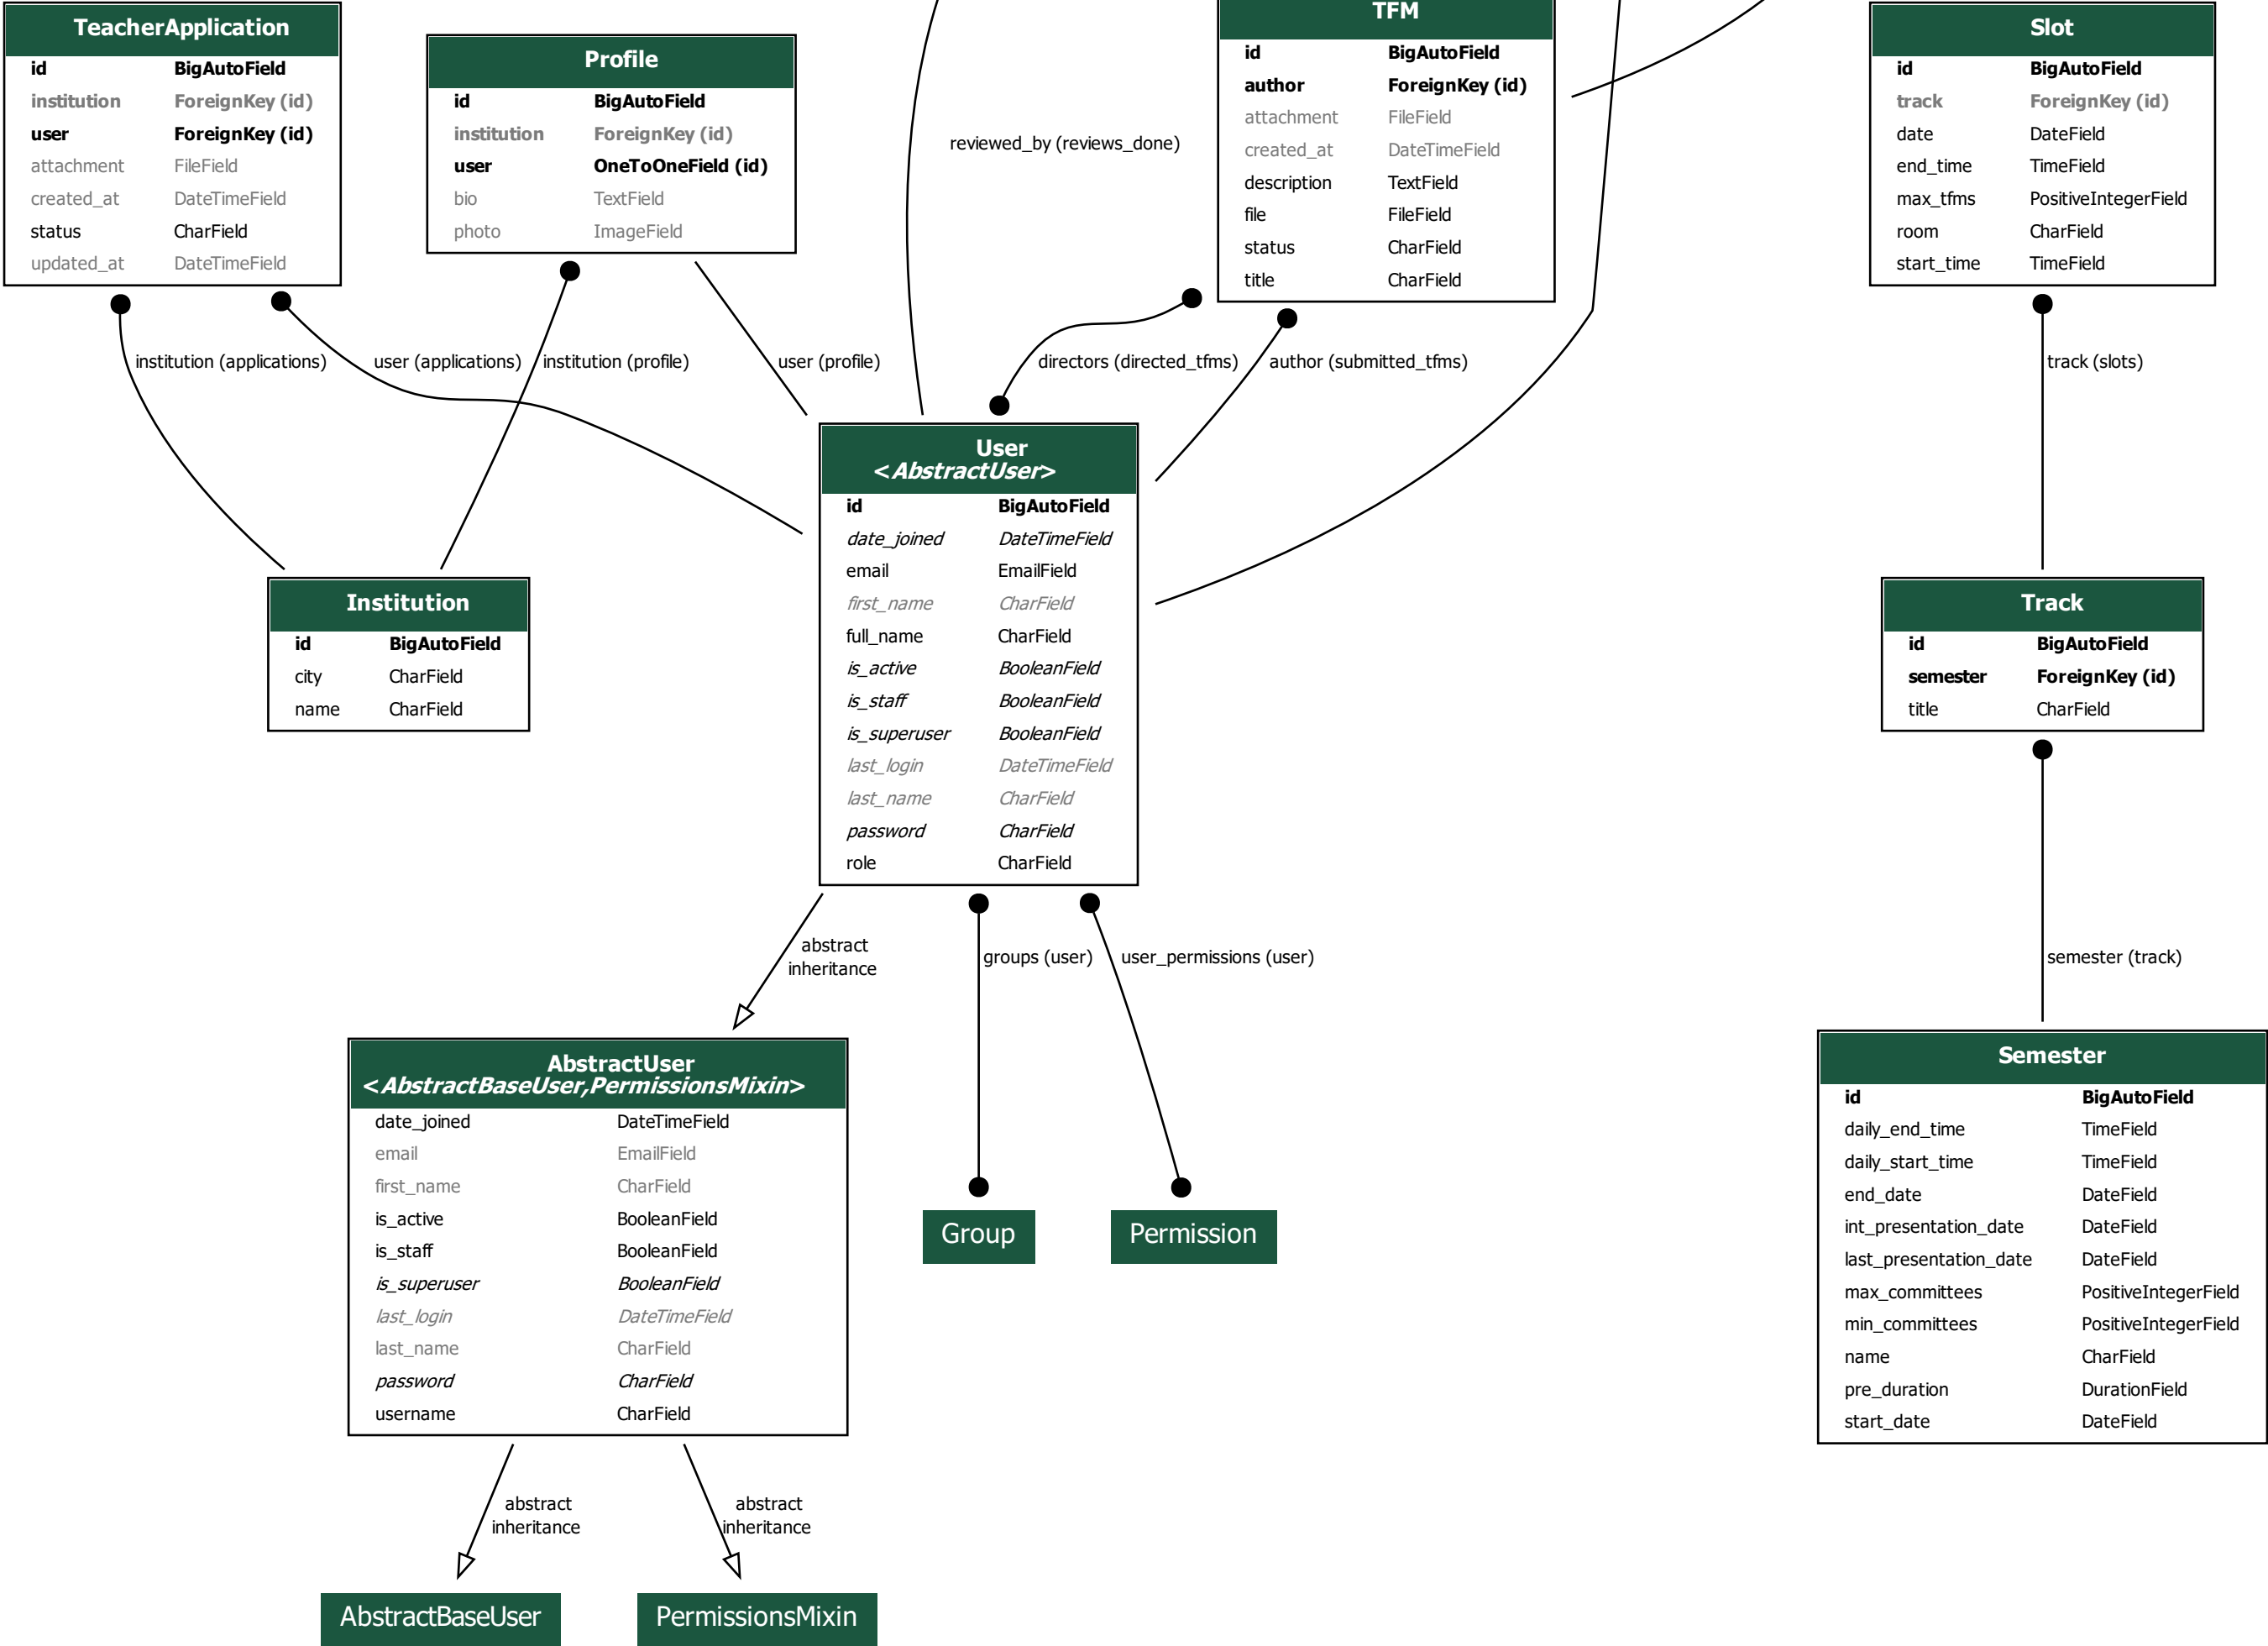 TeacherApplication
id BigAutoField
institution ForeignKey (id)
user ForeignKey (id)
attachment FileField
created_at DateTimeField
status CharField
updated_at DateTimeField
Profile
id BigAutoField
institution ForeignKey (id)
user OneToOneField (id)
bio TextField
photo ImageField
reviewed_by (reviews_done)
TFM
id BigAutoField
author ForeignKey (id)
attachment FileField
created_at DateTimeField
description TextField
file FileField
status CharField
title CharField
Slot
id BigAutoField
track ForeignKey (id)
date DateField
end_time TimeField
max_tfms PositiveIntegerField
room CharField
start_time TimeField
institution (applications)
user (applications)
institution (profile)
user (profile)
directors (directed_tfms)
author (submitted_tfms)
track (slots)
User
<AbstractUser>
id BigAutoField
date_joined DateTimeField
email EmailField
first_name CharField
full_name CharField
is_active BooleanField
is_staff BooleanField
is_superuser BooleanField
last_login DateTimeField
last_name CharField
password CharField
role CharField
Institution
id BigAutoField
city CharField
name CharField
Track
id BigAutoField
semester ForeignKey (id)
title CharField
abstract
inheritance
groups (user)
user_permissions (user)
semester (track)
AbstractUser
<AbstractBaseUser,PermissionsMixin>
date_joined DateTimeField
email EmailField
first_name CharField
is_active BooleanField
is_staff BooleanField
is_superuser BooleanField
last_login DateTimeField
last_name CharField
password CharField
username CharField
Group
Permission
Semester
id BigAutoField
daily_end_time TimeField
daily_start_time TimeField
end_date DateField
int_presentation_date DateField
last_presentation_date DateField
max_committees PositiveIntegerField
min_committees PositiveIntegerField
name CharField
pre_duration DurationField
start_date DateField
abstract
inheritance
abstract
inheritance
AbstractBaseUser
PermissionsMixin